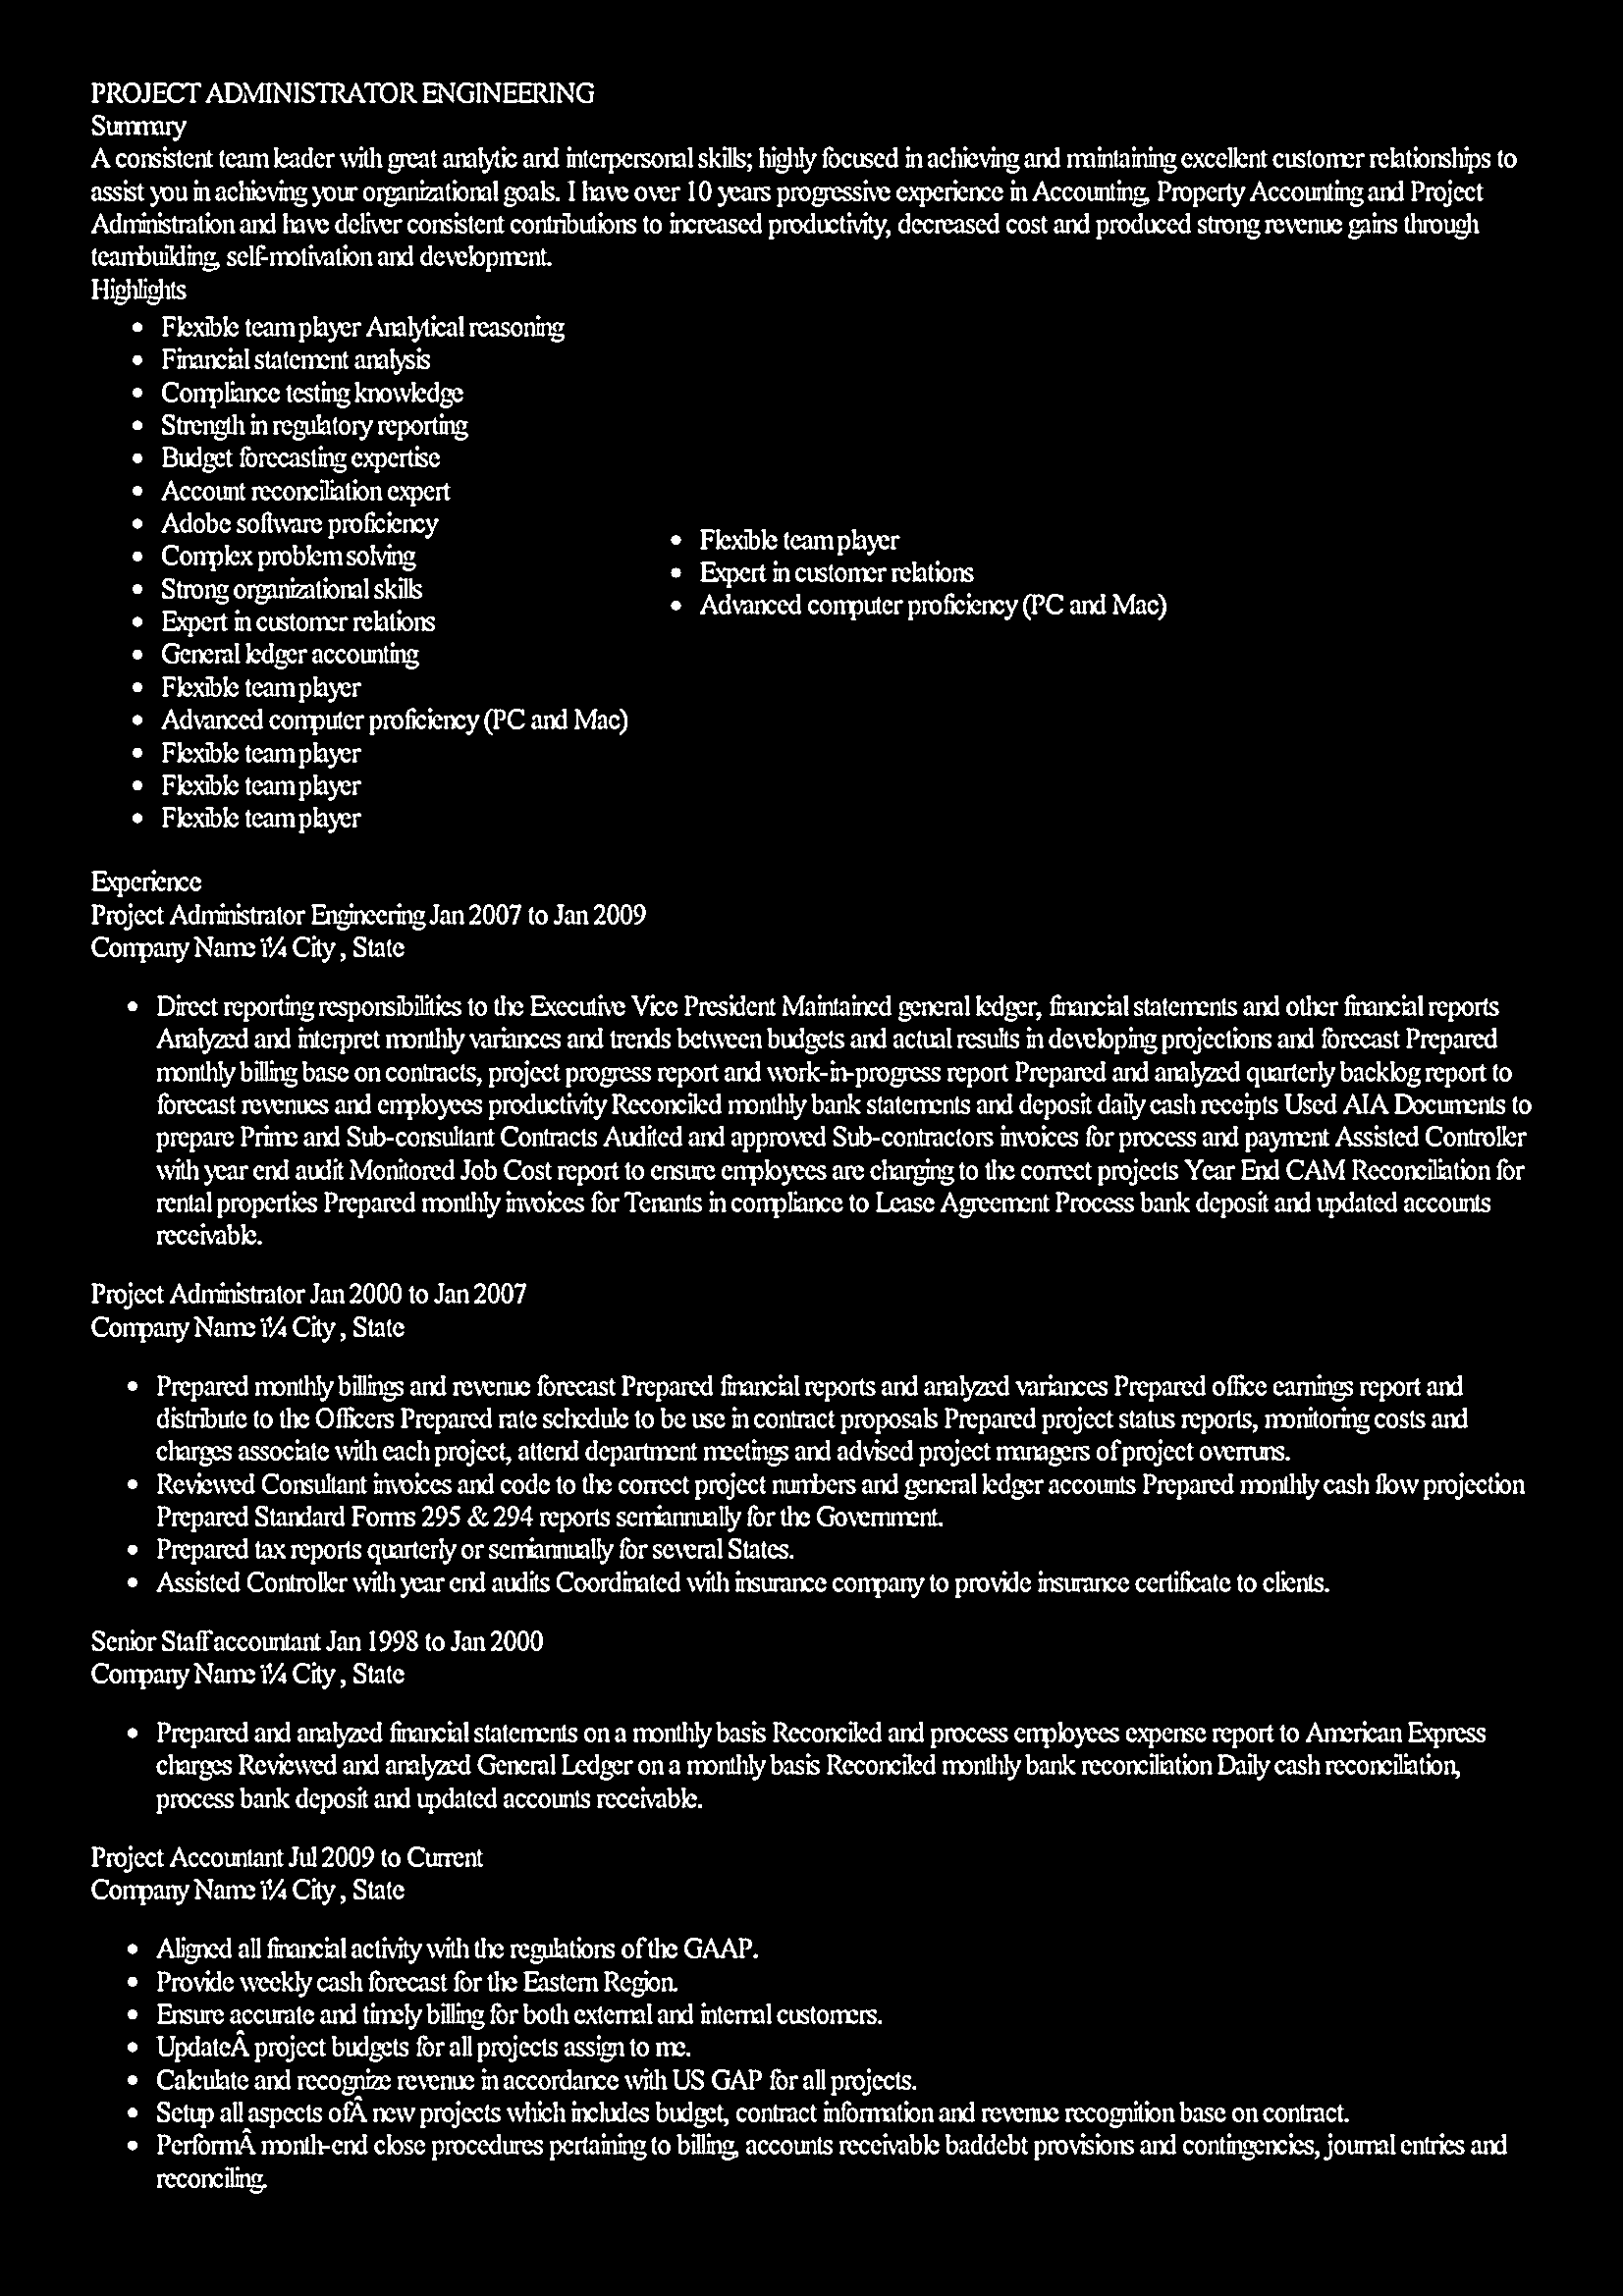 PROJECT ADMINISTRATOR ENGINEERING
Summary
A consistent team leader with great analytic and interpersonal skills; highly focused in achieving and maintaining excellent customer relationships to
assist you in achieving your organizational goals. I have over 10 years progressive experience in Accounting, Property Accounting and Project
Administration and have deliver consistent contributions to increased productivity, decreased cost and produced strong revenue gains through
teambuilding, self-motivation and development.
Highlights
• Flexible team player Analytical reasoning
• Financial statement analysis
• Compliance testing knowledge
• Strength in regulatory reporting
• Budget forecasting expertise
• Account reconciliation expert
• Adobe software proficiency
• Complex problem solving
• Strong organizational skills
• Expert in customer relations
• General ledger accounting
• Flexible team player
• Advanced computer proficiency (PC and Mac)
• Flexible team player
• Flexible team player
• Flexible team player
• Flexible team player
• Expert in customer relations
• Advanced computer proficiency (PC and Mac)
Experience
Project Administrator Engineering Jan 2007 to Jan 2009
Company Name ï¼ City , State
• Direct reporting responsibilities to the Executive Vice President Maintained general ledger, financial statements and other financial reports
Analyzed and interpret monthly variances and trends between budgets and actual results in developing projections and forecast Prepared
monthly billing base on contracts, project progress report and work-in-progress report Prepared and analyzed quarterly backlog report to
forecast revenues and employees productivity Reconciled monthly bank statements and deposit daily cash receipts Used AIA Documents to
prepare Prime and Sub-consultant Contracts Audited and approved Sub-contractors invoices for process and payment Assisted Controller
with year end audit Monitored Job Cost report to ensure employees are charging to the correct projects Year End CAM Reconciliation for
rental properties Prepared monthly invoices for Tenants in compliance to Lease Agreement Process bank deposit and updated accounts
receivable.
Project Administrator Jan 2000 to Jan 2007
Company Name ï¼ City , State
• Prepared monthly billings and revenue forecast Prepared financial reports and analyzed variances Prepared office earnings report and
distribute to the Officers Prepared rate schedule to be use in contract proposals Prepared project status reports, monitoring costs and
charges associate with each project, attend department meetings and advised project managers of project overruns.
• Reviewed Consultant invoices and code to the correct project numbers and general ledger accounts Prepared monthly cash flow projection
Prepared Standard Forms 295 & 294 reports semiannually for the Government.
• Prepared tax reports quarterly or semiannually for several States.
• Assisted Controller with year end audits Coordinated with insurance company to provide insurance certificate to clients.
Senior Staff accountant Jan 1998 to Jan 2000
Company Name ï¼ City , State
• Prepared and analyzed financial statements on a monthly basis Reconciled and process employees expense report to American Express
charges Reviewed and analyzed General Ledger on a monthly basis Reconciled monthly bank reconciliation Daily cash reconciliation,
process bank deposit and updated accounts receivable.
Project Accountant Jul 2009 to Current
Company Name ï¼ City , State
• Aligned all financial activity with the regulations of the GAAP.
• Provide weekly cash forecast for the Eastern Region.
• Ensure accurate and timely billing for both external and internal customers.
• UpdateÂ project budgets for all projects assign to me.
• Calculate and recognize revenue in accordance with US GAP for all projects.
• Setup all aspects ofÂ new projects which includes budget, contract information and revenue recognition base on contract.
• PerformÂ month-end close procedures pertaining to billing, accounts receivable baddebt provisions and contingencies, journal entries and
reconciling.